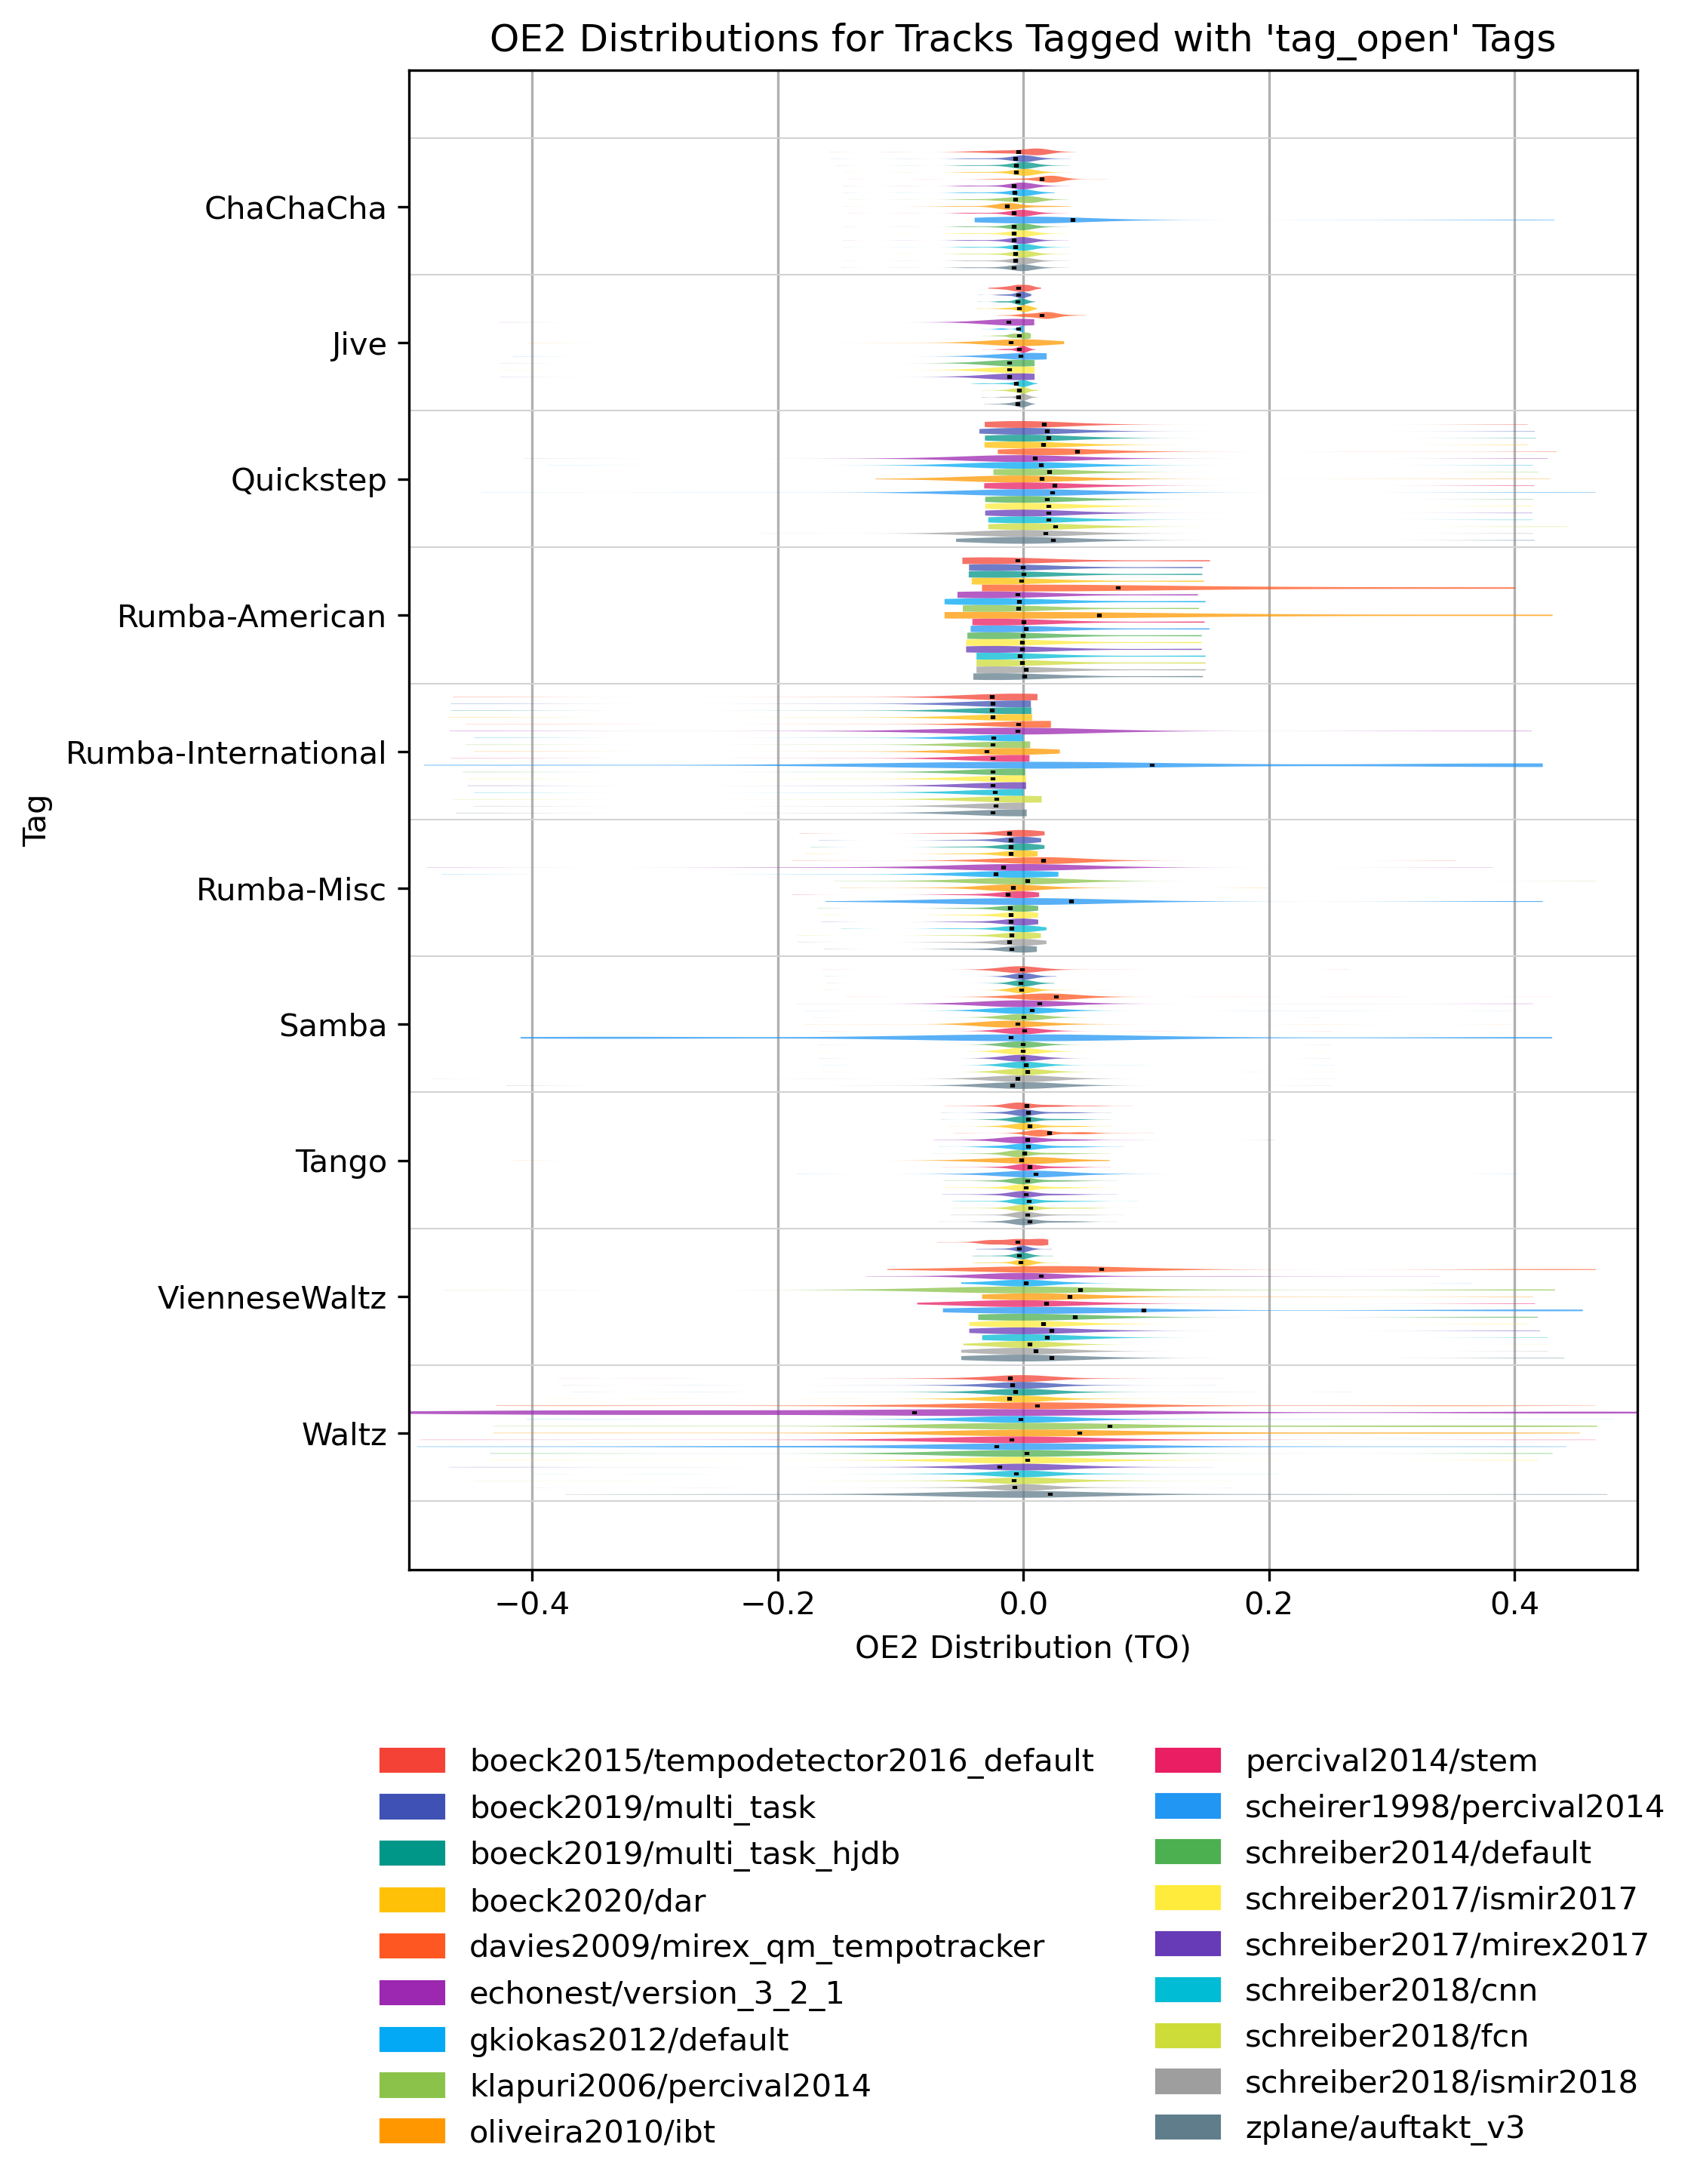 OE2 Distributions for Tracks Tagged with 'tag_open' Tags
ChaChaCha
Jive
Quickstep
Rumba-American
Rumba-International
Rumba-Misc
Samba
Tango
VienneseWaltz
Waltz
Tag
−0.4 −0.2 0.0 0.2 0.4
OE2 Distribution (TO)
boeck2015/tempodetector2016_default
boeck2019/multi_task
boeck2019/multi_task_hjdb
boeck2020/dar
davies2009/mirex_qm_tempotracker
echonest/version_3_2_1
gkiokas2012/default
klapuri2006/percival2014
oliveira2010/ibt
percival2014/stem
scheirer1998/percival2014
schreiber2014/default
schreiber2017/ismir2017
schreiber2017/mirex2017
schreiber2018/cnn
schreiber2018/fcn
schreiber2018/ismir2018
zplane/auftakt_v3